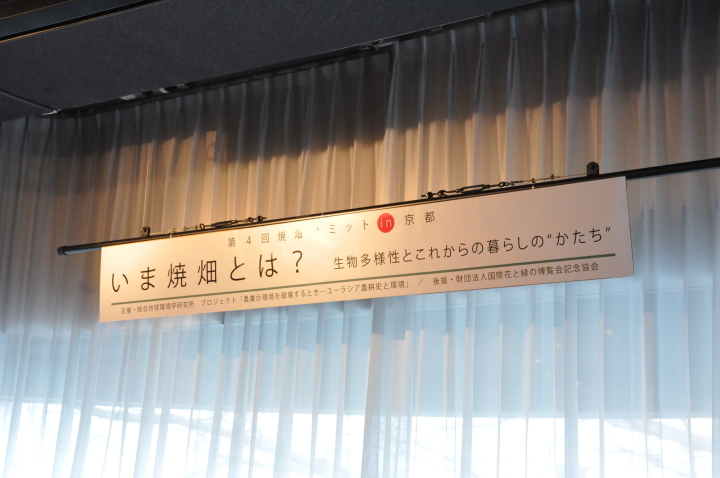 第4回焼畑サミット in 京都
いま焼畑とは? 生物多様性とこれからの暮らしの“かたち”
主催・総合地球環境学研究所 プロジェクト「農業が環境を破壊するとき―ユーラシア農耕史と環境」 / 後援・財団法人国際花と緑の博覧会記念協会